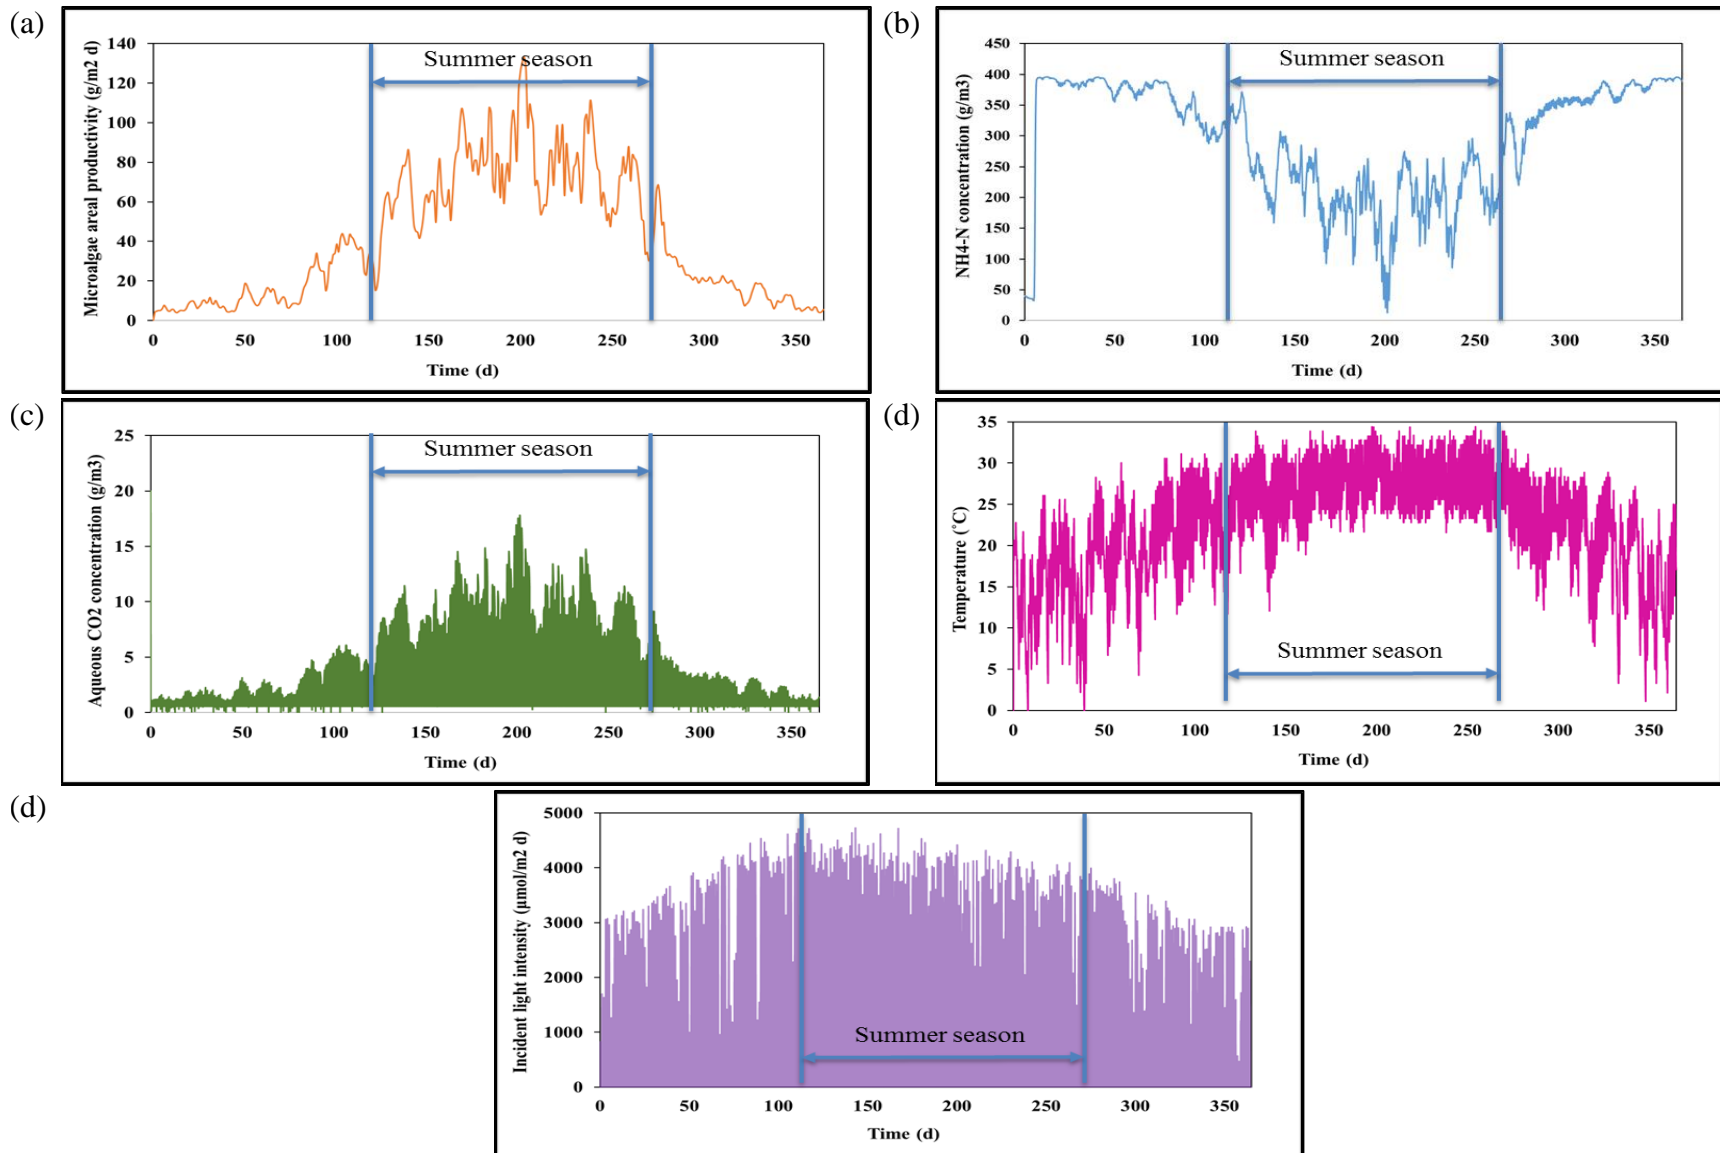 (a)
Microalgae areal productivity (g/m2 d)
140
120
100
80
60
40
20
0
Summer season
0 50 100 150 200 250 300 350
Time (d)
(b)
NH4-N concentration (g/m3)
450
400
350
300
250
200
150
100
50
0
Summer season
0 50 100 150 200 250 300 350
Time (d)
(c)
Aqueous CO2 concentration (g/m3)
25
20
15
10
5
0
Summer season
0 50 100 150 200 250 300 350
Time (d)
(d)
Temperature (˚C)
35
30
25
20
15
10
5
0
Summer season
0 50 100 150 200 250 300 350
Time (d)
(d)
Incident light intensity (µmol/m2 d)
5000
4000
3000
2000
1000
0
Summer season
0 50 100 150 200 250 300 350
Time (d)